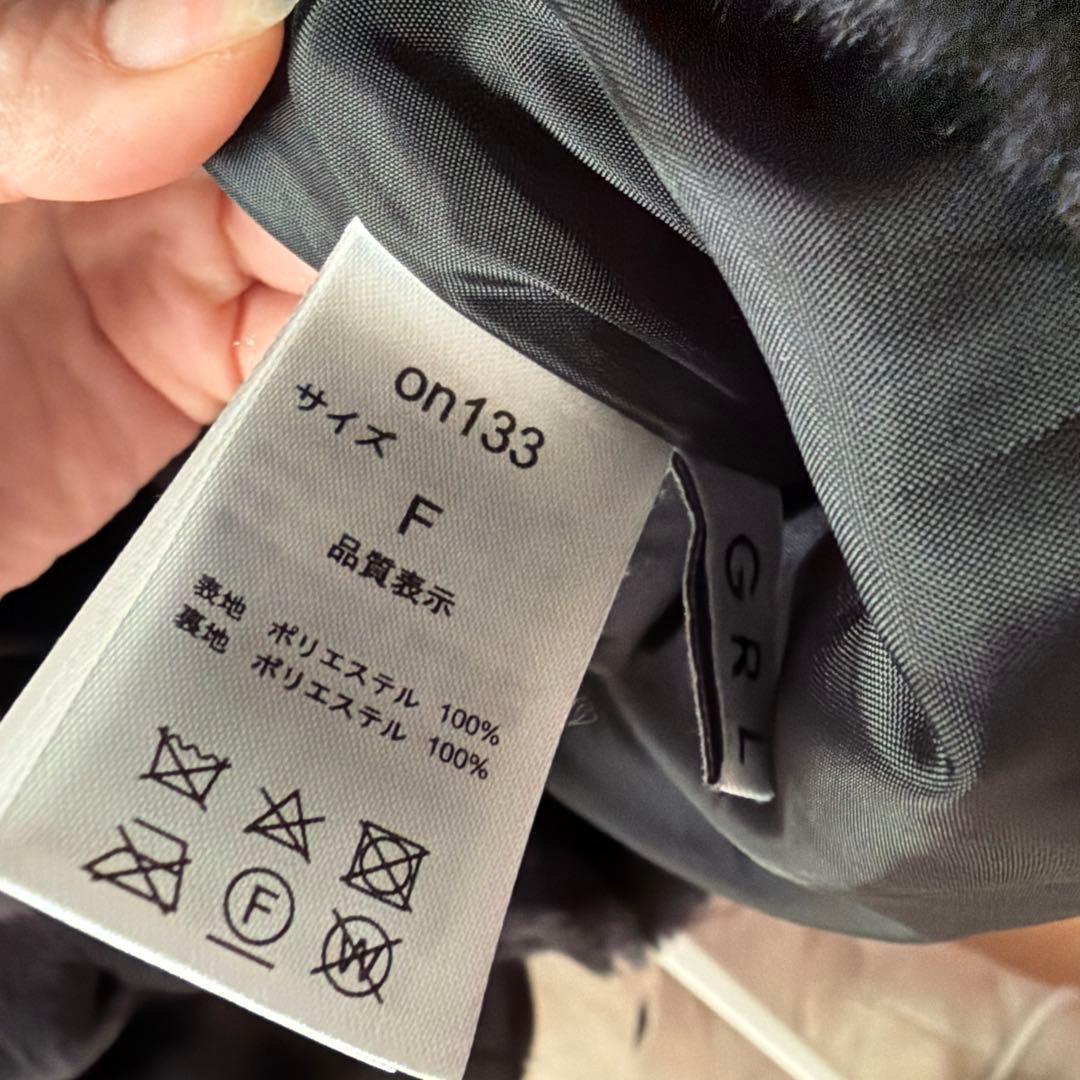 on133
サイズ
F
品質表示
表地 ポリエステル 100%
裏地 ポリエステル 100%
F
W
GRL